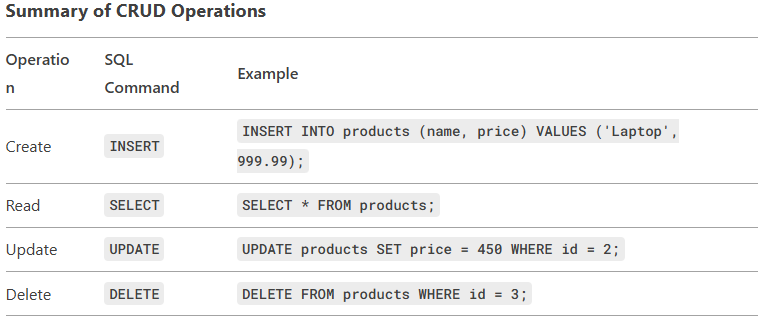 Summary of CRUD Operations
Operatio
n
SQL
Command
Example
Create
INSERT
INSERT INTO products (name, price) VALUES ('Laptop',
999.99);
Read
SELECT
SELECT * FROM products;
Update
UPDATE
UPDATE products SET price = 450 WHERE id = 2;
Delete
DELETE
DELETE FROM products WHERE id = 3;